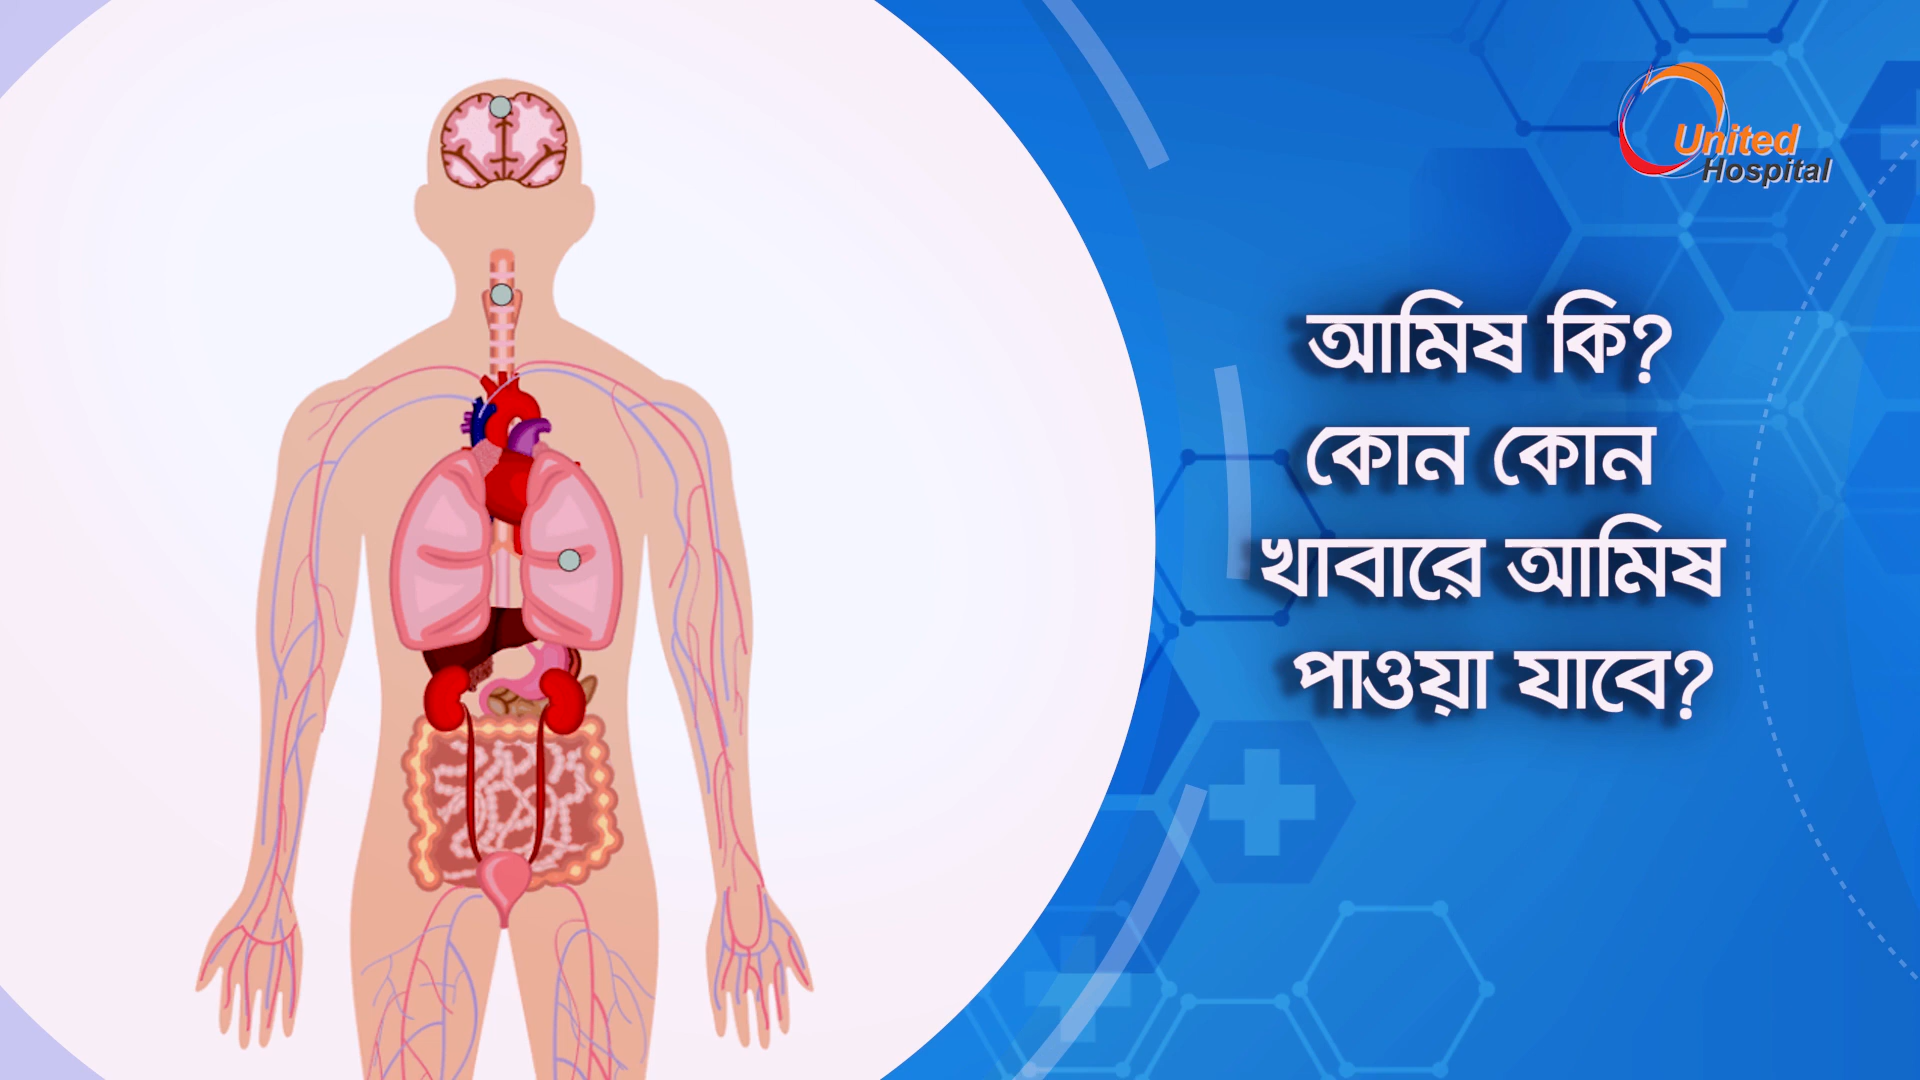 United
Hospital
আমিষ কি?
কোন কোন
খাবারে আমিষ
পাওয়া যাবে?